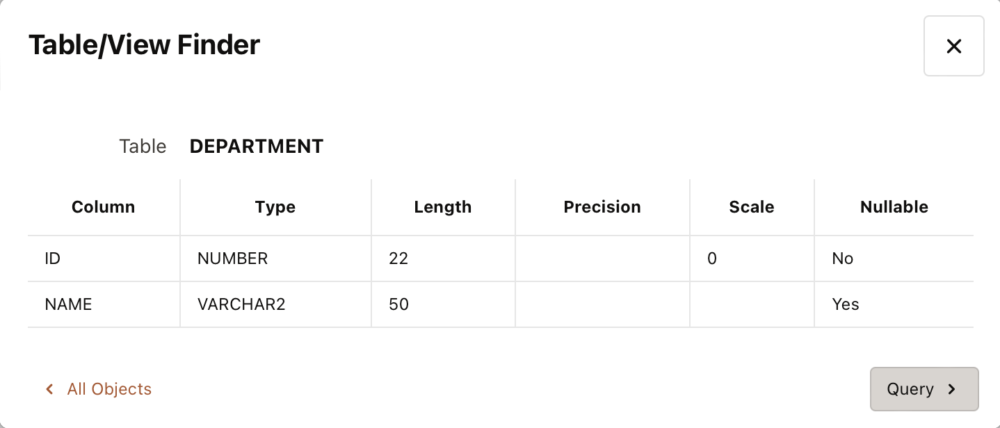 Table/View Finder
Table DEPARTMENT
Column Type Length Precision Scale Nullable
ID NUMBER 22 0 No
NAME VARCHAR2 50 Yes
All Objects Query